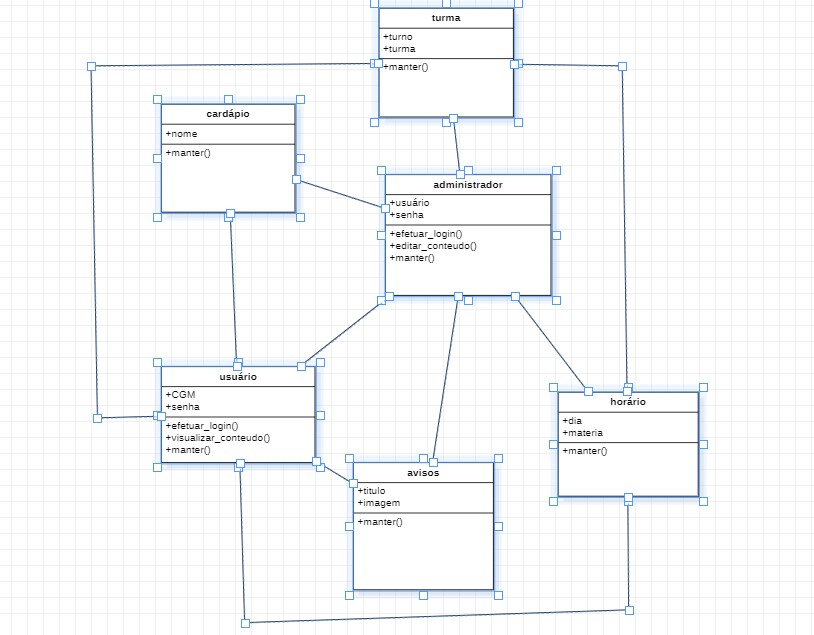 turma
+turno
+turma
+manter()
cardápio
+nome
+manter()
administrador
+usuário
+senha
+efetuar_login()
+editar_conteudo()
+manter()
usuário
+CGM
+senha
+efetuar_login()
+visualizar_conteudo()
+manter()
horário
+dia
+materia
+manter()
avisos
+titulo
+imagem
+manter()